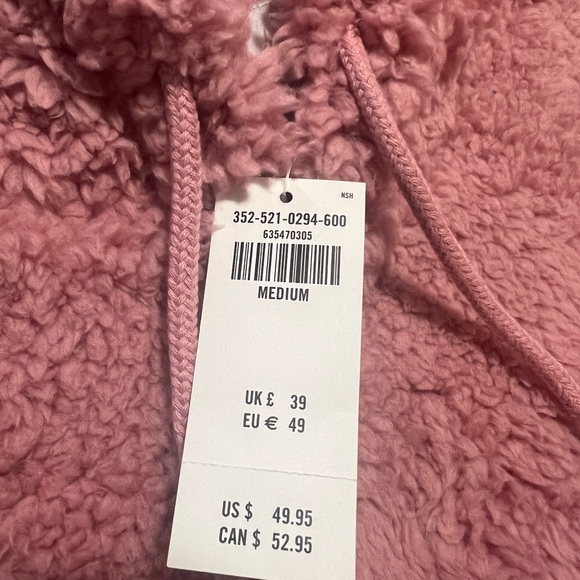 NSH
352-521-0294-600
635470305
MEDIUM
UK £ 39
EU € 49
US $ 49.95
CAN $ 52.95